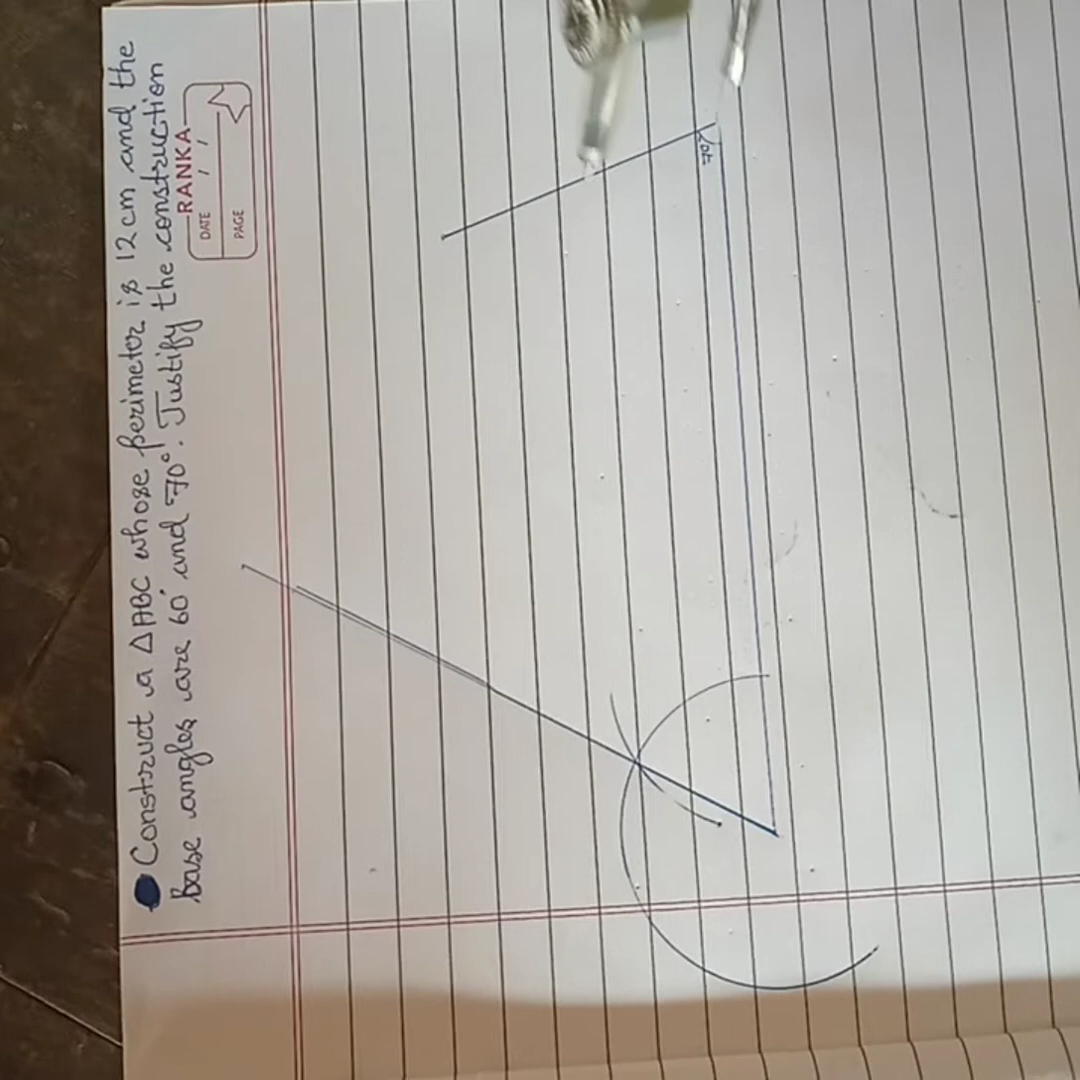 Construct a △ABC whose perimeter is 12 cm and the
base angles are 60° and 70°. Justify the construction
RANKA
DATE / /
PAGE
70°